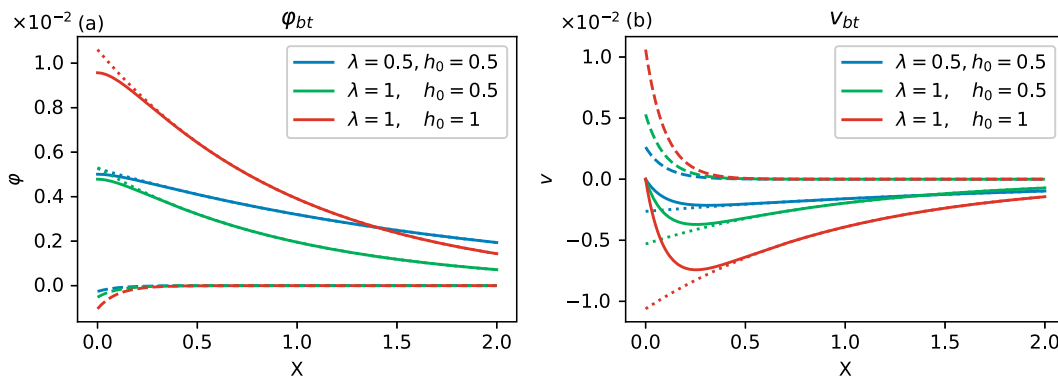 ×10⁻² (a) φ_bt
1.0
0.8
0.6
0.4
0.2
0.0
φ
λ = 0.5, h₀ = 0.5
λ = 1, h₀ = 0.5
λ = 1, h₀ = 1
0.0 0.5 1.0 1.5 2.0
X
×10⁻² (b) v_bt
1.0
0.5
0.0
−0.5
−1.0
v
λ = 0.5, h₀ = 0.5
λ = 1, h₀ = 0.5
λ = 1, h₀ = 1
0.0 0.5 1.0 1.5 2.0
X